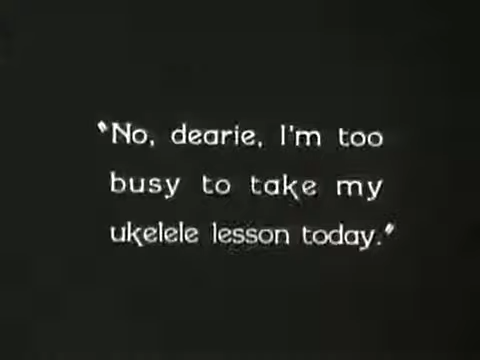 "No, dearie, I'm too
busy to take my
ukelele lesson today."